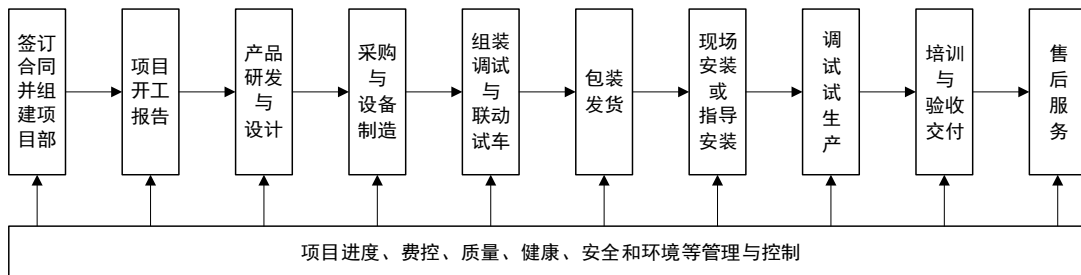 签订
合同
并组
建项
目部
项目
开工
报告
产品
研发
与
设计
采购
与
设备
制造
组装
调试
与
联动
试车
包装
发货
现场
安装
或
指导
安装
调
试
试
生
产
培训
与
验收
交付
售
后
服
务
项目进度、费控、质量、健康、安全和环境等管理与控制